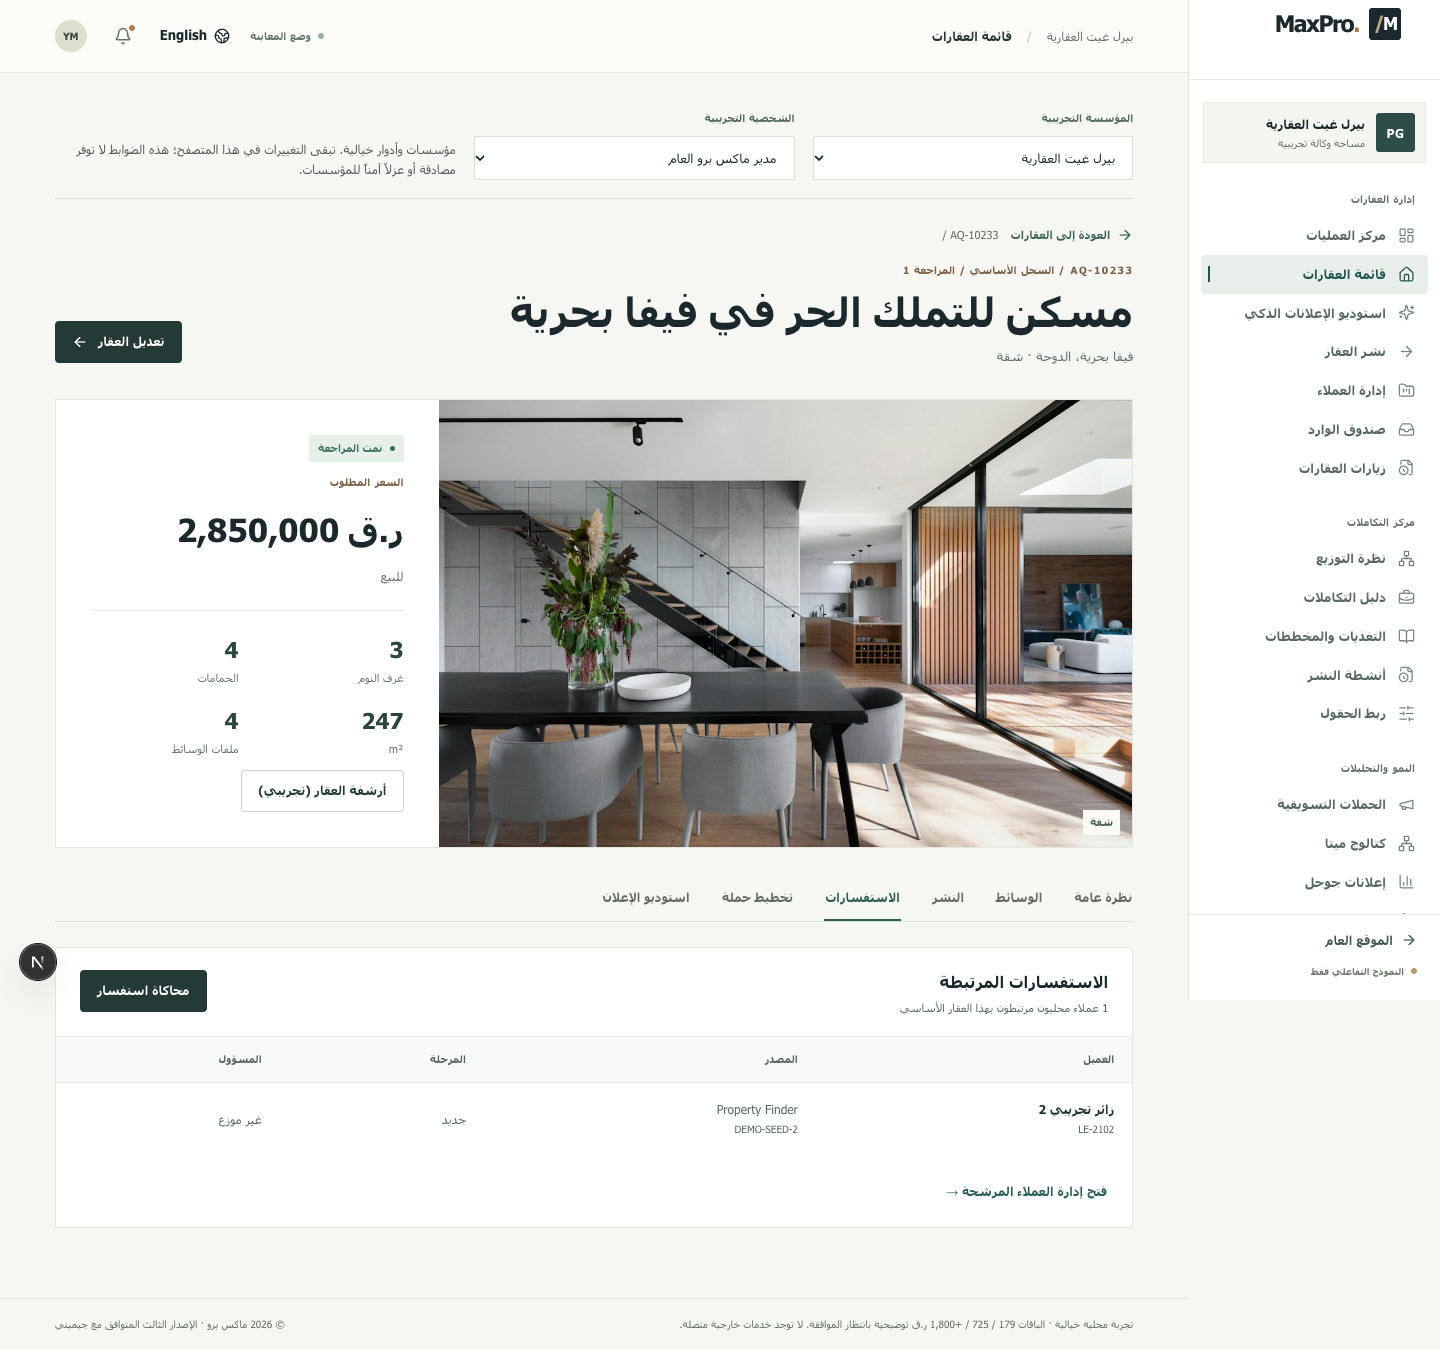 MaxPro.
/M
بيرل غيت العقارية
مساحة وكالة تجريبية
PG
إدارة العقارات
مركز العمليات
قائمة العقارات
استوديو الإعلانات الذكي
نشر العقار
إدارة العملاء
صندوق الوارد
زيارات العقارات
مركز التكاملات
نظرة التوزيع
دليل التكاملات
التغذيات والمخططات
أنشطة النشر
ربط الحقول
النمو والتحليلات
الحملات التسويقية
كتالوج ميتا
إعلانات جوجل
الموقع العام
النموذج التفاعلي فقط
بيرل غيت العقارية / قائمة العقارات
وضع المعاينة
English
YM
المؤسسة التجريبية
بيرل غيت العقارية
الشخصية التجريبية
مدير ماكس برو العام
مؤسسات وأدوار خيالية. تبقى التغييرات في هذا المتصفح؛ هذه الضوابط لا توفر
مصادقة أو عزلاً آمناً للمؤسسات.
العودة إلى العقارات
AQ-10233 /
AQ-10233 / السجل الأساسي / المراجعة 1
مسكن للتملك الحر في فيفا بحرية
فيفا بحرية، الدوحة · شقة
تعديل العقار ←
شقة
تمت المراجعة
السعر المطلوب
ر.ق 2,850,000
للبيع
3
غرف النوم
4
الحمامات
247
m²
4
ملفات الوسائط
أرشفة العقار (تجريبي)
نظرة عامة
الوسائط
النشر
الاستفسارات
تخطيط حملة
استوديو الإعلان
الاستفسارات المرتبطة
1 عملاء محليون مرتبطون بهذا العقار الأساسي
محاكاة استفسار
العميل
المصدر
المرحلة
المسؤول
زائر تجريبي 2
LE-2102
Property Finder
DEMO-SEED-2
جديد
غير موزع
فتح إدارة العملاء المرشحة ←
N
تجربة محلية خيالية · الباقات 179 / 725 / +1,800 ر.ق توضيحية بانتظار الموافقة. لا توجد خدمات خارجية متصلة.
© 2026 ماكس برو · الإصدار الثالث المتوافق مع جيميني